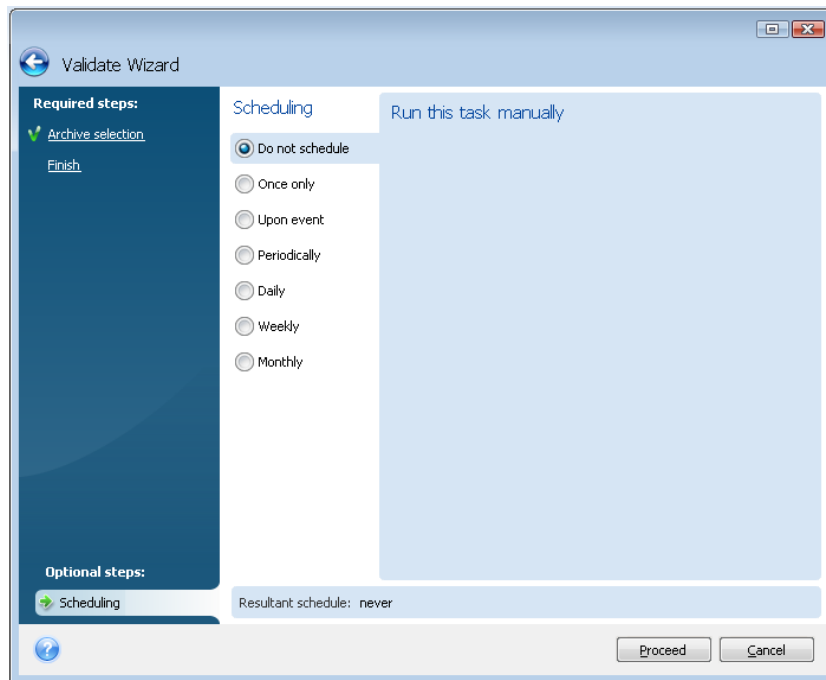 Validate Wizard
Required steps:
Archive selection
Finish
Optional steps:
Scheduling
Scheduling
Do not schedule
Once only
Upon event
Periodically
Daily
Weekly
Monthly
Run this task manually
Resultant schedule: never
Proceed
Cancel